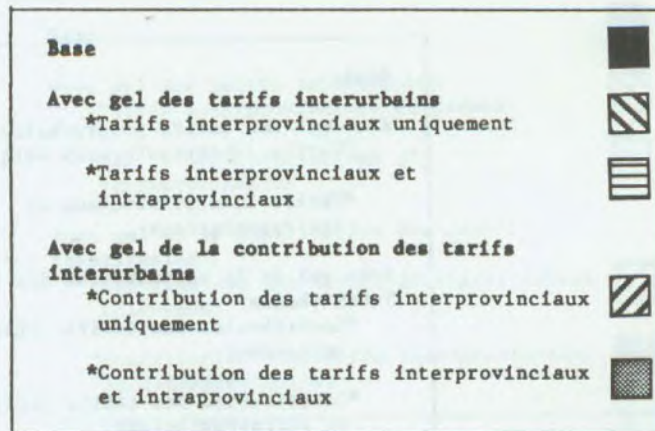 Base
Avec gel des tarifs interurbains
*Tarifs interprovinciaux uniquement
*Tarifs interprovinciaux et
intraprovinciaux
Avec gel de la contribution des tarifs
interurbains
*Contribution des tarifs interprovinciaux
uniquement
*Contribution des tarifs interprovinciaux
et intraprovinciaux